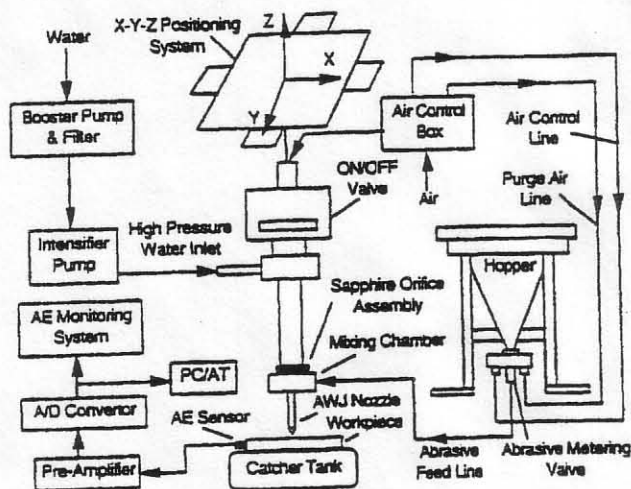 X-Y-Z Positioning
System
Z
X
Y
Water
Booster Pump
& Filter
Air Control
Box
Air Control
Line
Air
Purge Air
Line
ON/OFF
Valve
Intensifier
Pump
High Pressure
Water Inlet
Hopper
AE Monitoring
System
Sapphire Orifice
Assembly
Mixing Chamber
PC/AT
A/D Convertor
AWJ Nozzle
AE Sensor
Workpiece
Pre-Amplifier
Catcher Tank
Abrasive
Feed Line
Abrasive Metering
Valve